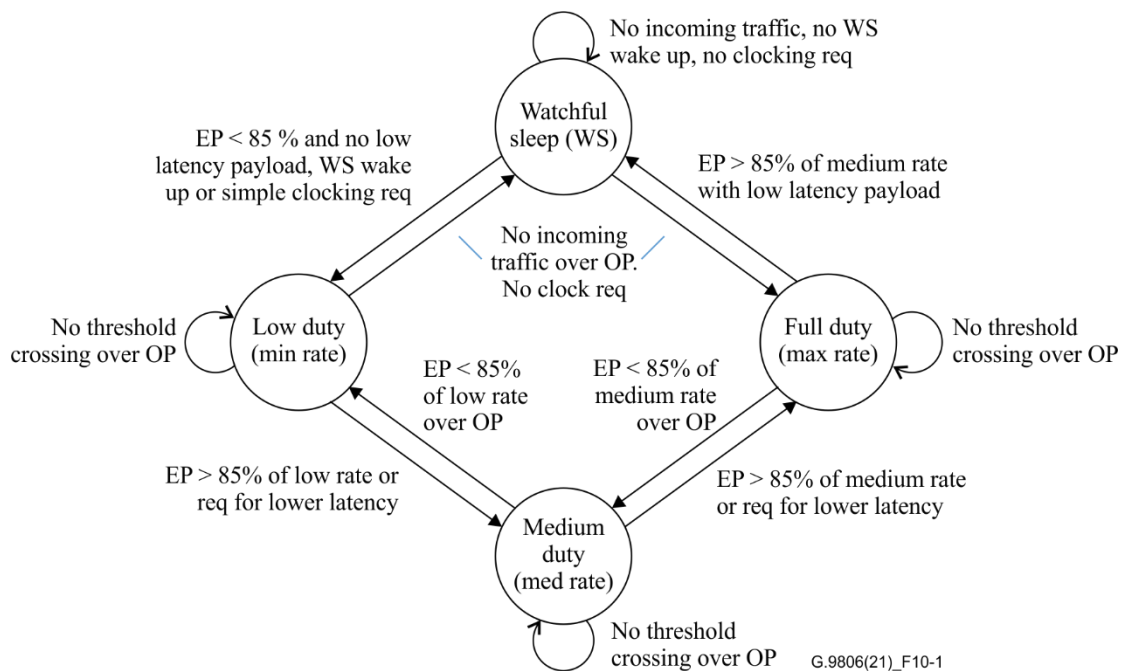 No incoming traffic, no WS
wake up, no clocking req
Watchful
sleep (WS)
EP < 85 % and no low
latency payload, WS wake
up or simple clocking req
EP > 85% of medium rate
with low latency payload
No incoming
traffic over OP.
No clock req
No threshold
crossing over OP
Low duty
(min rate)
Full duty
(max rate)
No threshold
crossing over OP
EP < 85%
of low rate
over OP
EP < 85% of
medium rate
over OP
EP > 85% of low rate or
req for lower latency
EP > 85% of medium rate
or req for lower latency
Medium
duty
(med rate)
No threshold
crossing over OP
G.9806(21)_F10-1